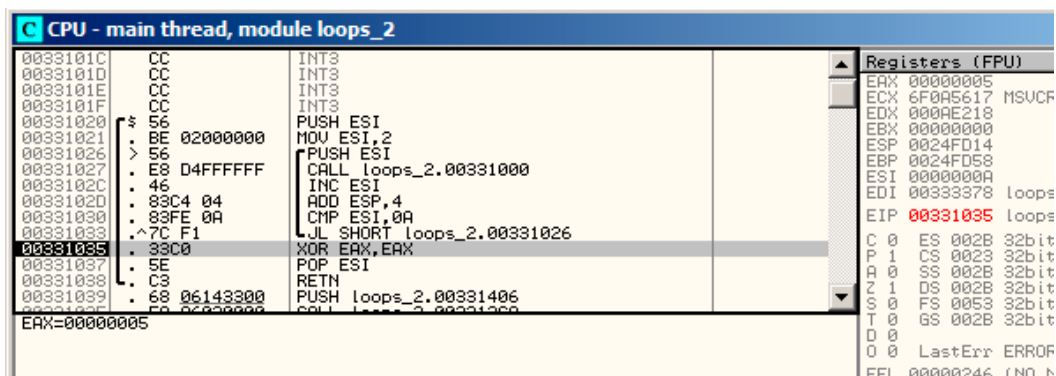 C CPU - main thread, module loops_2
0033101C CC INT3
0033101D CC INT3
0033101E CC INT3
0033101F CC INT3
00331020 $ 56 PUSH ESI
00331021 . BE 02000000 MOV ESI,2
00331026 > 56 PUSH ESI
00331027 . E8 D4FFFFFF CALL loops_2.00331000
0033102C . 46 INC ESI
0033102D . 83C4 04 ADD ESP,4
00331030 . 83FE 0A CMP ESI,0A
00331033 .^7C F1 JL SHORT loops_2.00331026
00331035 . 33C0 XOR EAX,EAX
00331037 . 5E POP ESI
00331038 . C3 RETN
00331039 . 68 06143300 PUSH loops_2.00331406
EAX=00000005
Registers (FPU)
EAX 00000005
ECX 6F0A5617 MSVCR
EDX 000AE218
EBX 00000000
ESP 0024FD14
EBP 0024FD58
ESI 0000000A
EDI 00333378 loops
EIP 00331035 loops
C 0 ES 002B 32bit
P 1 CS 0023 32bit
A 0 SS 002B 32bit
Z 1 DS 002B 32bit
S 0 FS 0053 32bit
T 0 GS 002B 32bit
D 0
O 0 LastErr ERROR
EFL 00000246 (NO,N